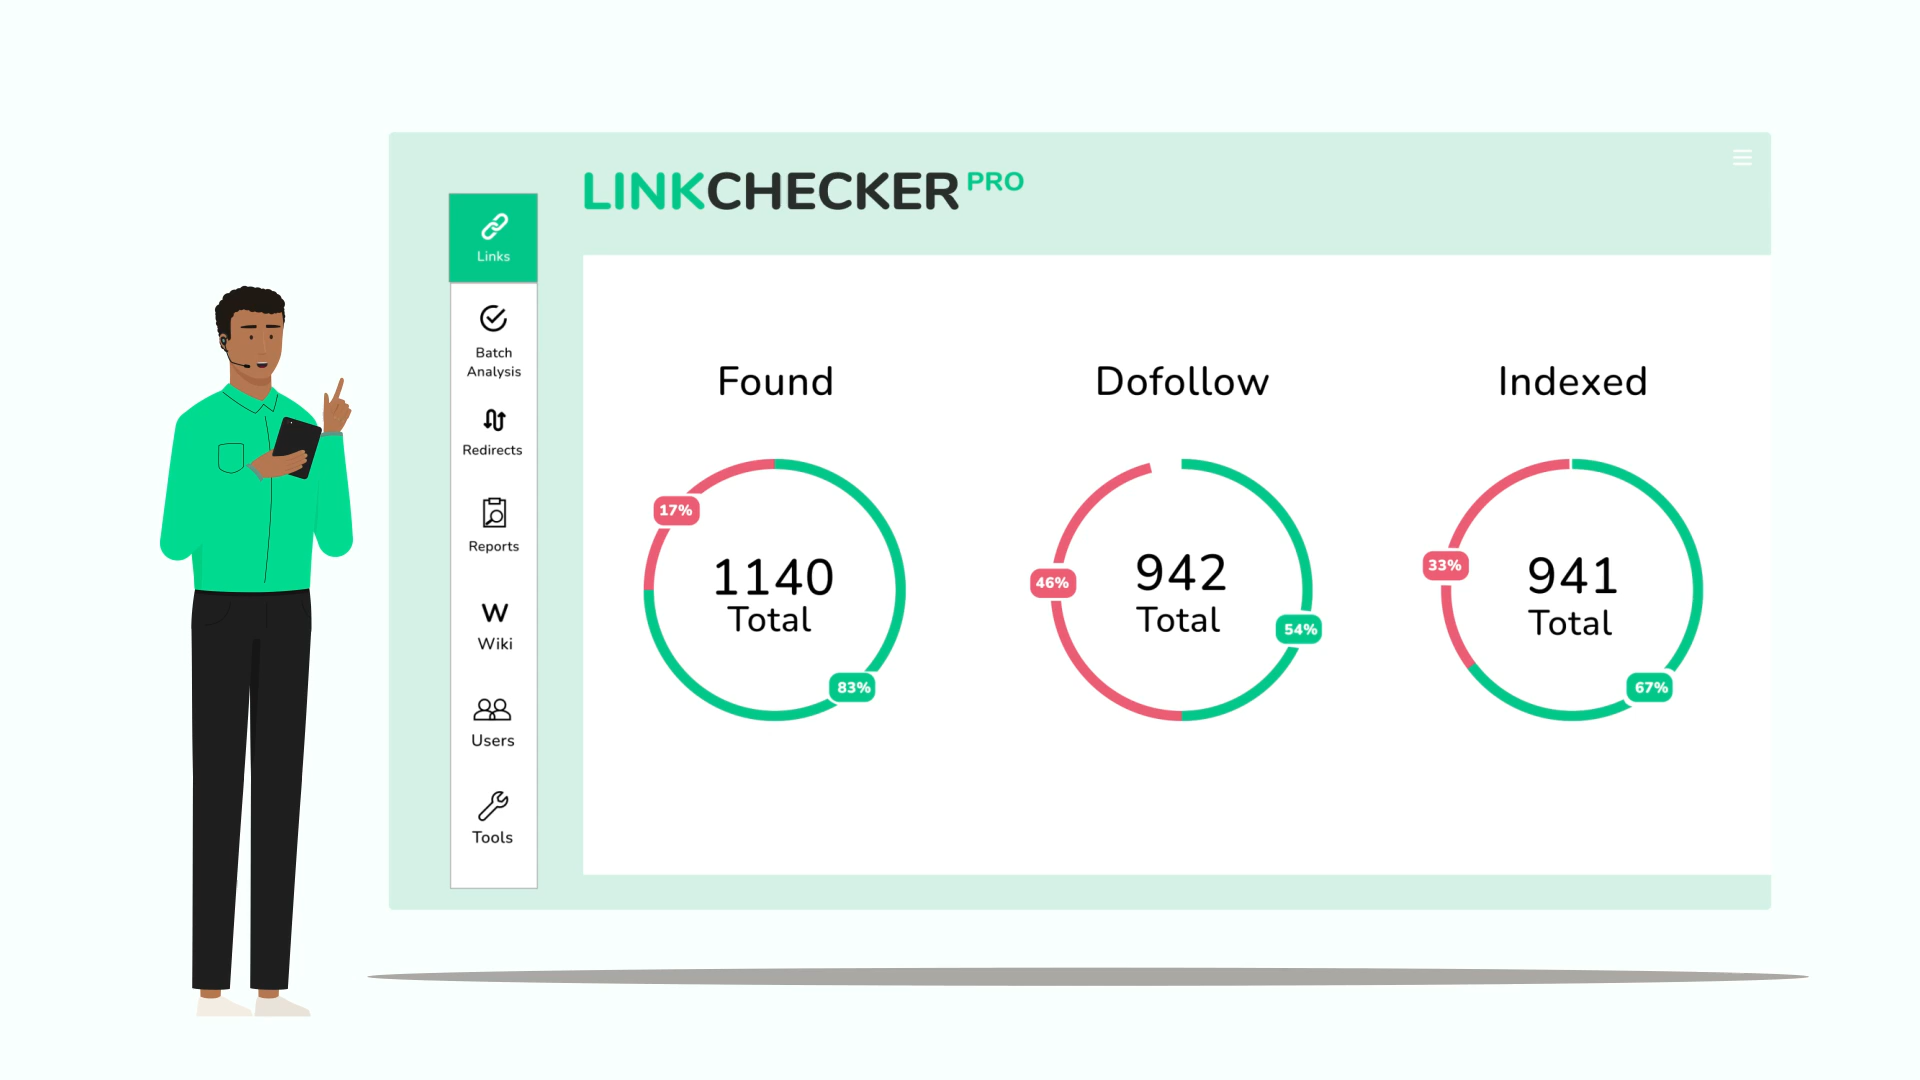 LINKCHECKER PRO
Links
Batch
Analysis
Redirects
Reports
W
Wiki
Users
Tools
Found
17%
1140
Total
83%
Dofollow
46%
942
Total
54%
Indexed
33%
941
Total
67%